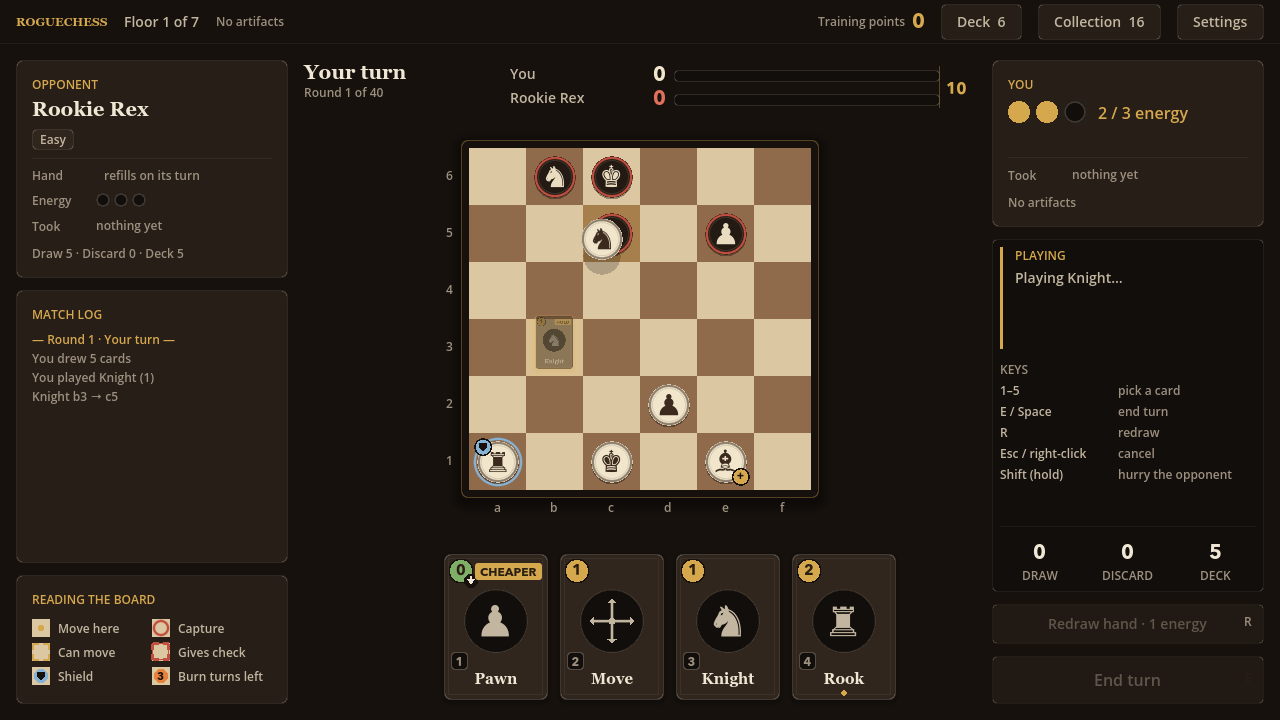 ROGUECHESS Floor 1 of 7 No artifacts Training points 0 Deck 6 Collection 16 Settings
OPPONENT
Rookie Rex
Easy
Hand refills on its turn
Energy
Took nothing yet
Draw 5 · Discard 0 · Deck 5
MATCH LOG
— Round 1 · Your turn —
You drew 5 cards
You played Knight (1)
Knight b3 → c5
READING THE BOARD
Move here Capture
Can move Gives check
Shield 3 Burn turns left
Your turn
Round 1 of 40
You 0
Rookie Rex 0
10
6
5
4
3
2
1
Knight
a b c d e f
0 CHEAPER
1
Pawn
1
2
Move
1
3
Knight
2
4
Rook
YOU
2 / 3 energy
Took nothing yet
No artifacts
PLAYING
Playing Knight...
KEYS
1–5 pick a card
E / Space end turn
R redraw
Esc / right-click cancel
Shift (hold) hurry the opponent
0 0 5
DRAW DISCARD DECK
Redraw hand · 1 energy R
End turn